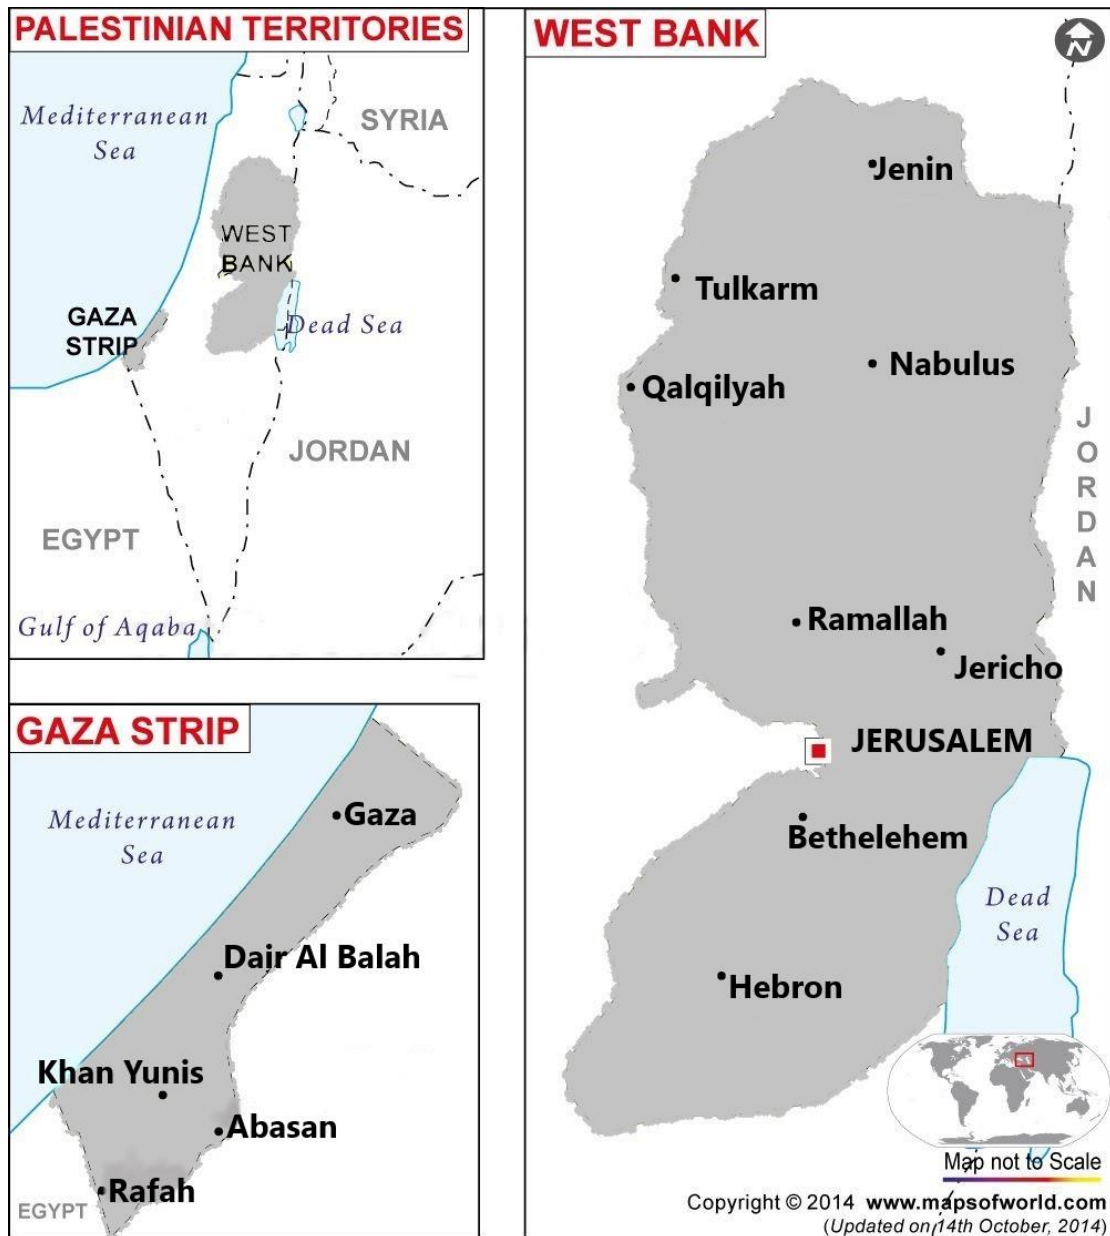 PALESTINIAN TERRITORIES
Mediterranean
Sea
SYRIA
WEST
BANK
GAZA
STRIP
Dead Sea
JORDAN
EGYPT
Gulf of Aqaba
GAZA STRIP
Mediterranean
Sea
Gaza
Dair Al Balah
Khan Yunis
Abasan
Rafah
EGYPT
WEST BANK
N
Jenin
Tulkarm
Nabulus
Qalqilyah
JORDAN
Ramallah
Jericho
JERUSALEM
Bethelehem
Dead
Sea
Hebron
Map not to Scale
Copyright © 2014 www.mapsofworld.com
(Updated on 14th October, 2014)